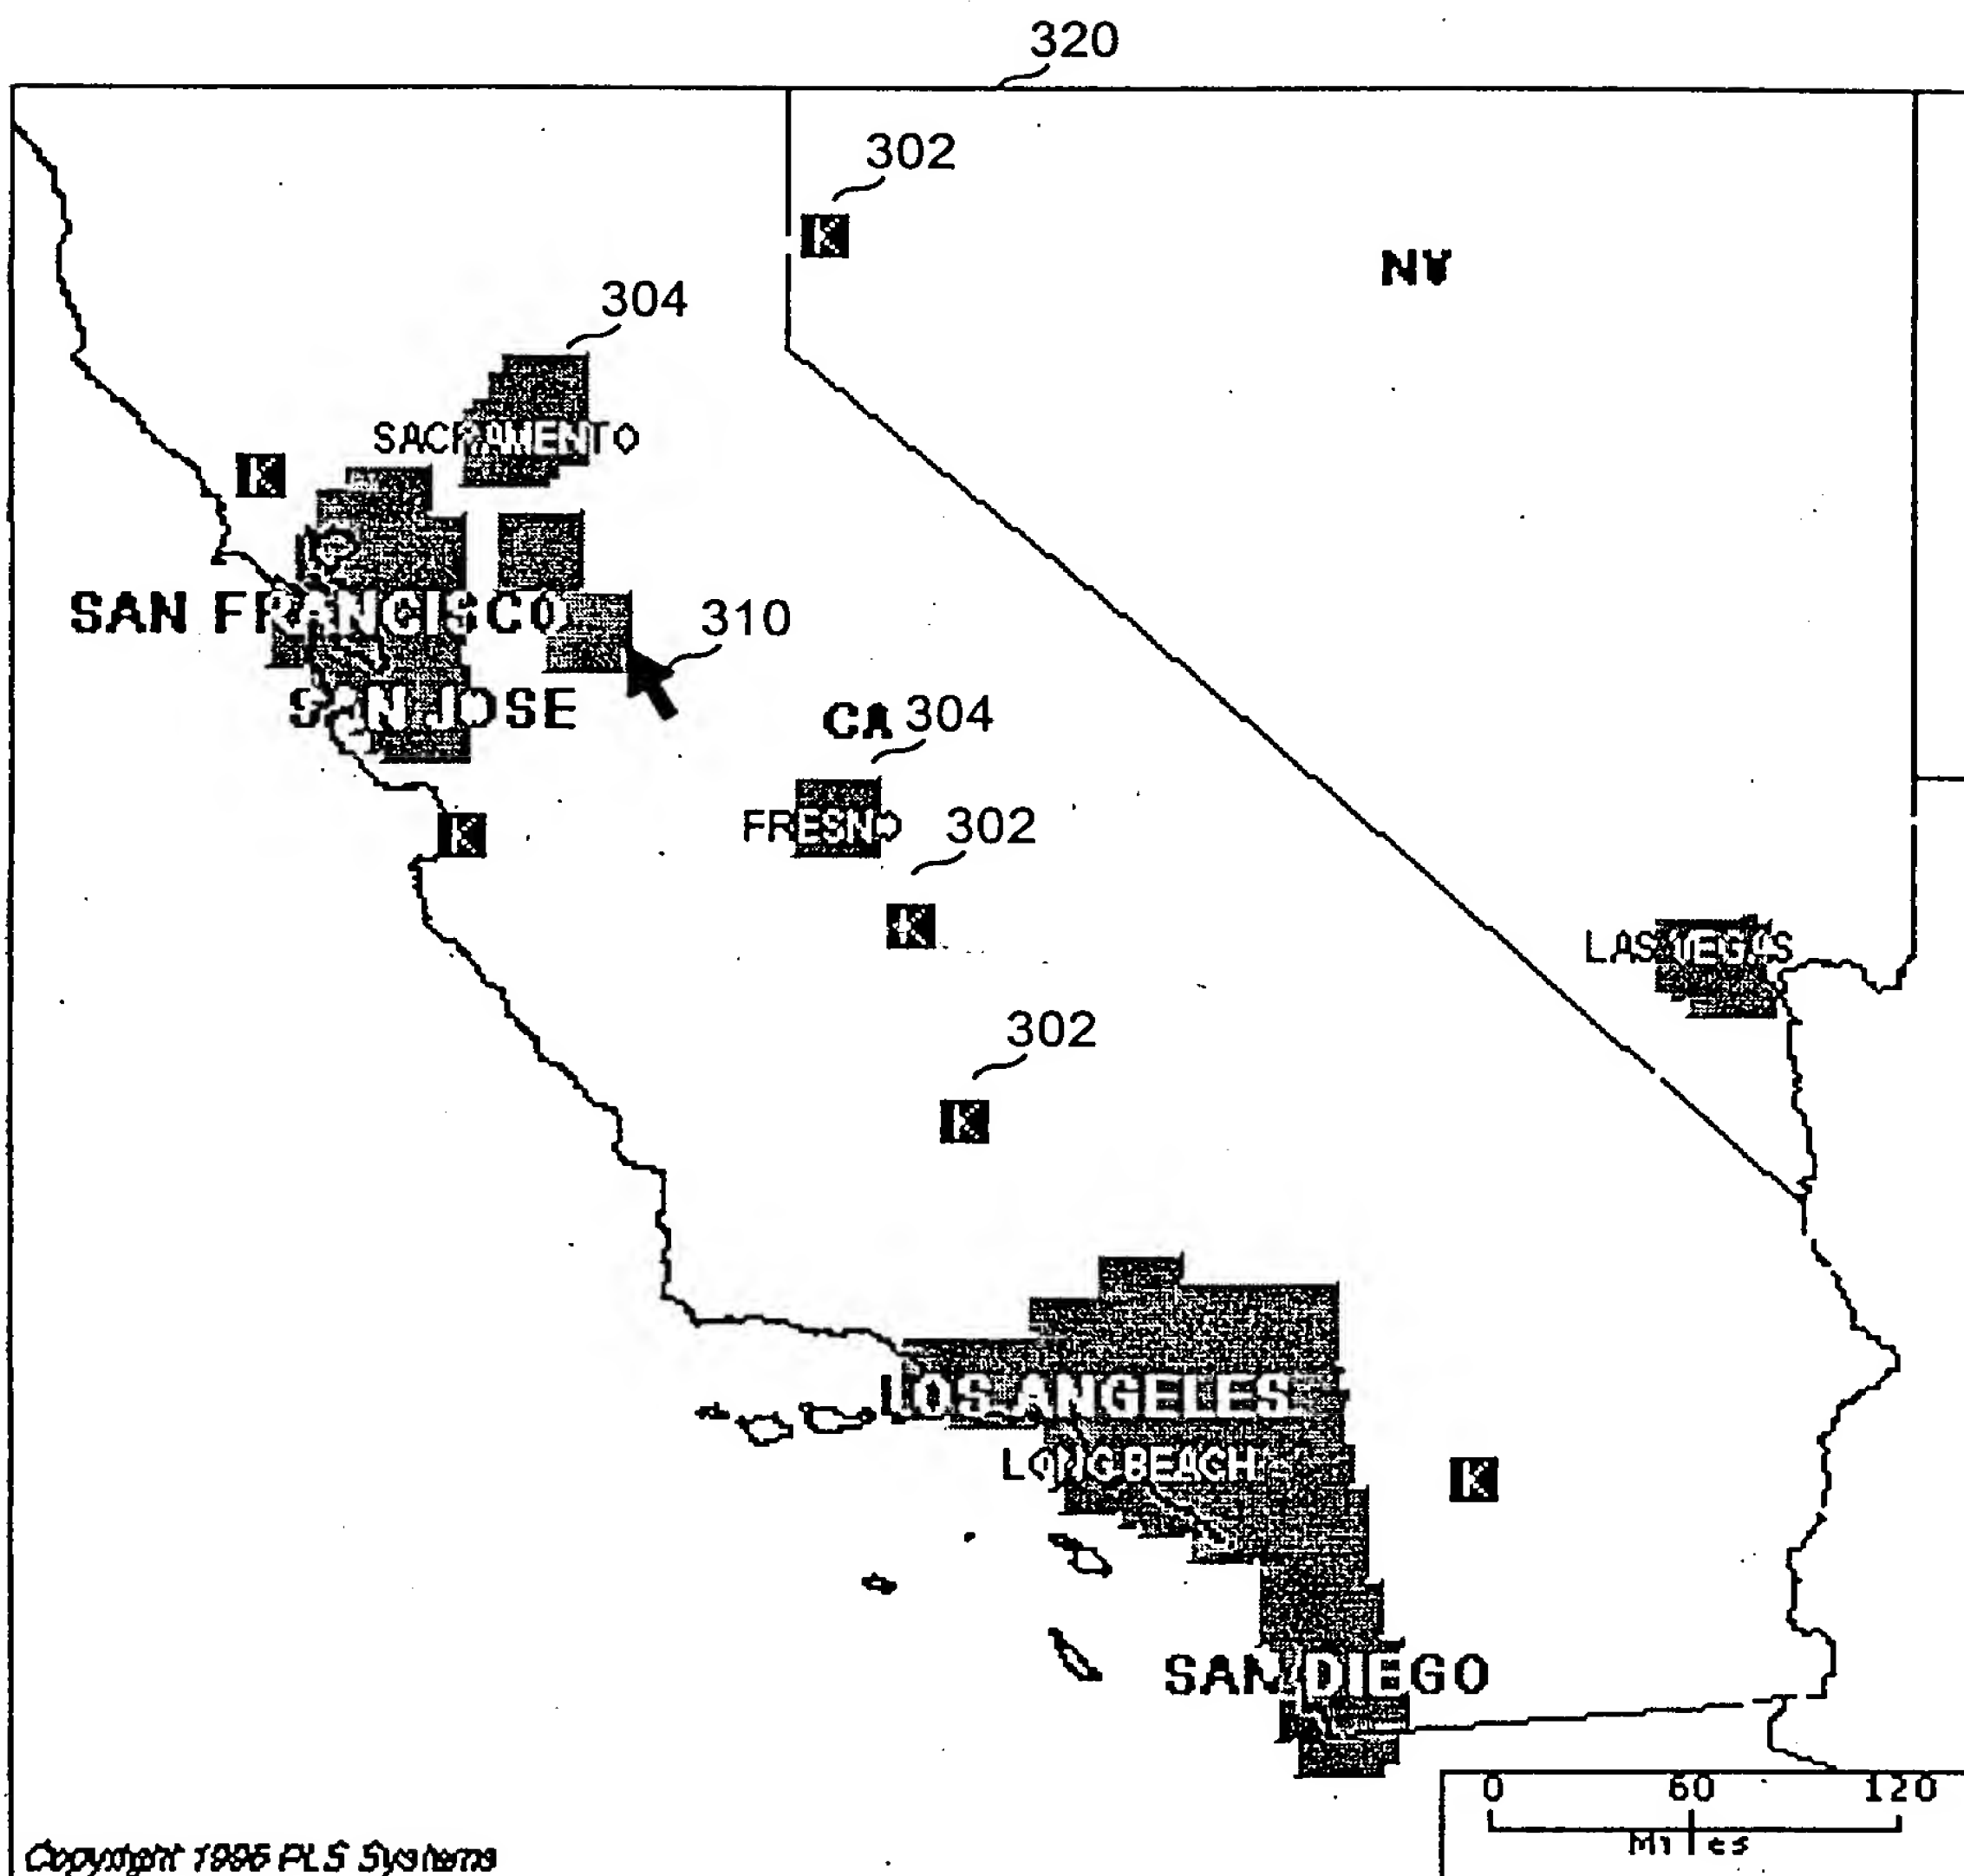 320
302
K
NV
304
SACRAMENTO
K
SAN FRANCISCO
310
SAN JOSE
CA
304
FRESNO
302
K
K
LAS VEGAS
302
K
LOS ANGELES
LONG BEACH
K
SAN DIEGO
0 60 120
Miles
Copyright 1996 PLS Systems